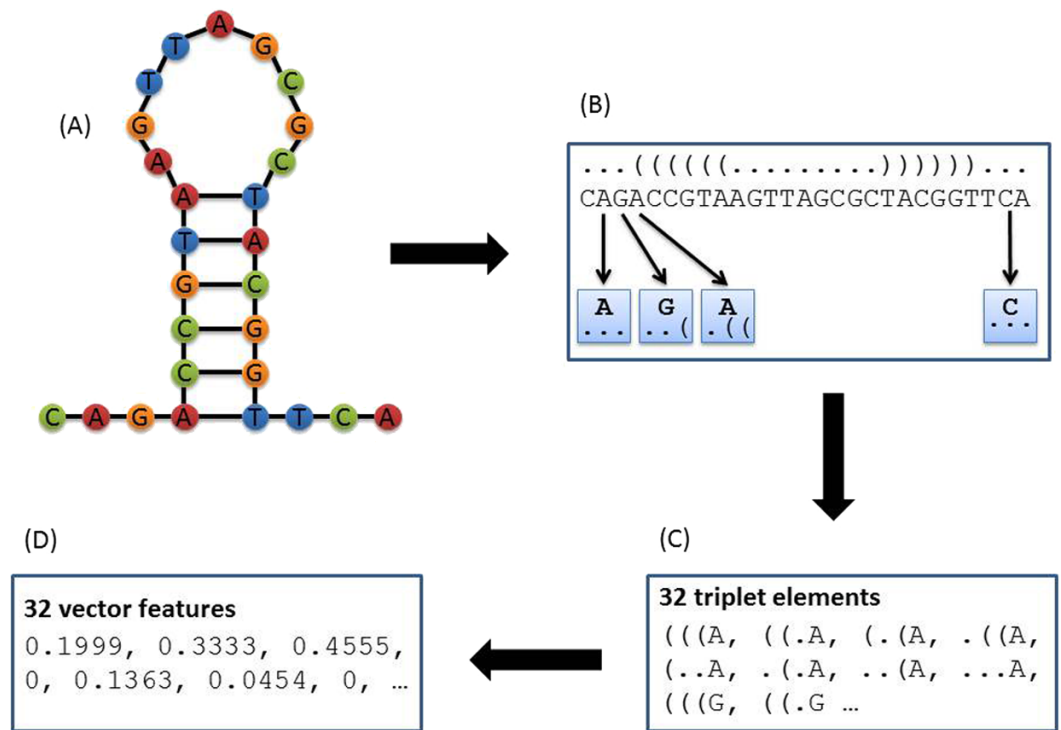 (A)
A
T G
T C
G G
A C
A T
T A
G C
C G
C G
C A G A T T C A
(B)
...((((((.........))))))...
CAGACCGTAAGTTAGCGCTACGGTTCA
A G A C
... ..( .(( ...
(C)
32 triplet elements
(((A, ((.A, (.(A, .((A,
(..A, .(.A, ..(A, ...A,
(((G, ((.G …
(D)
32 vector features
0.1999, 0.3333, 0.4555,
0, 0.1363, 0.0454, 0, …